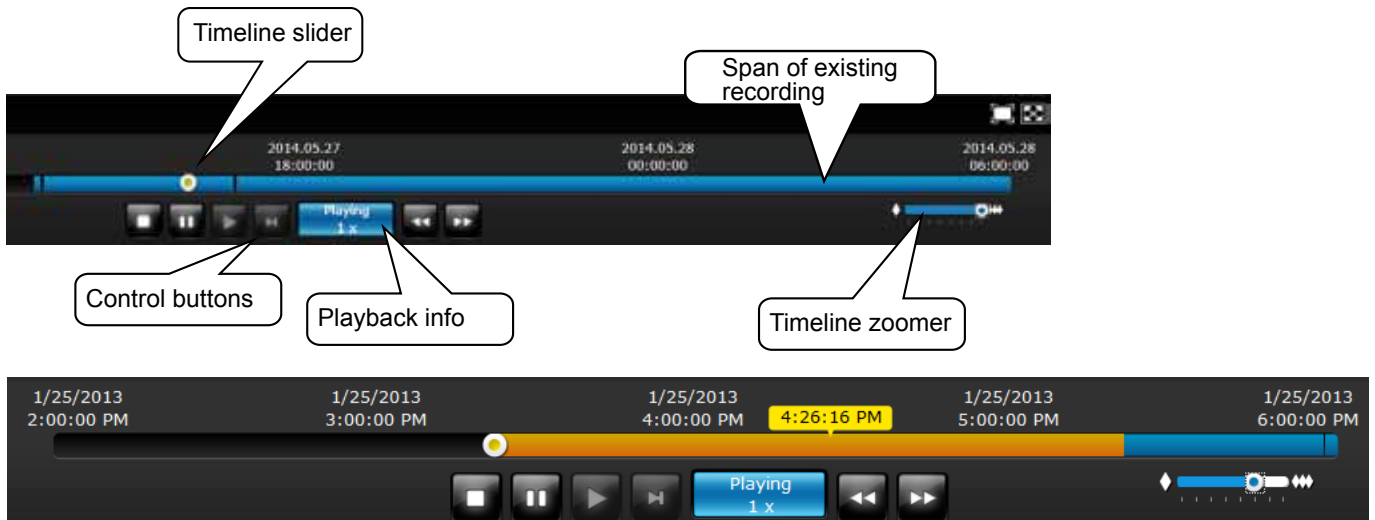 Timeline slider
Span of existing
recording
2014.05.27
18:00:00
2014.05.28
00:00:00
2014.05.28
06:00:00
Playing
1 x
Control buttons
Playback info
Timeline zoomer
1/25/2013
2:00:00 PM
1/25/2013
3:00:00 PM
1/25/2013
4:00:00 PM
4:26:16 PM
1/25/2013
5:00:00 PM
1/25/2013
6:00:00 PM
Playing
1 x